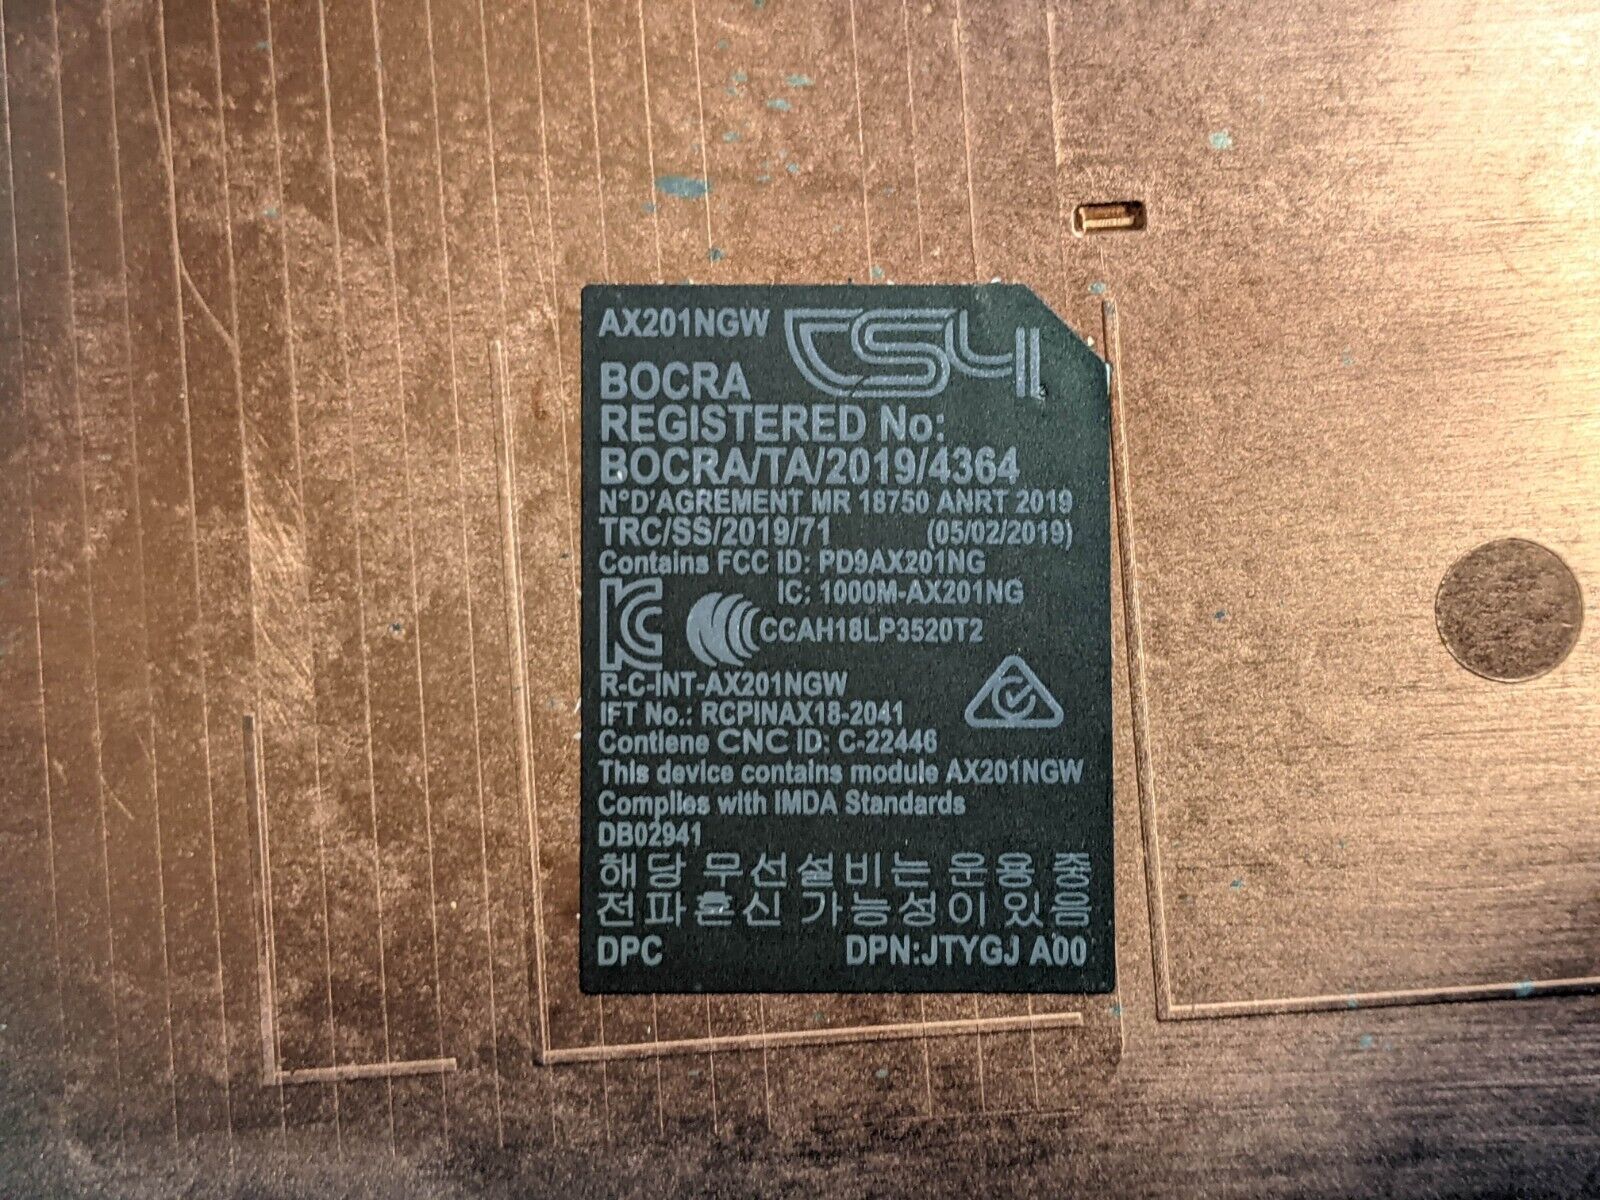 AX201NGW
BOCRA
REGISTERED No:
BOCRA/TA/2019/4364
N°D'AGREMENT MR 18750 ANRT 2019
TRC/SS/2019/71 (05/02/2019)
Contains FCC ID: PD9AX201NG
IC: 1000M-AX201NG
CCAH18LP3520T2
R-C-INT-AX201NGW
IFT No.: RCPINAX18-2041
Contiene CNC ID: C-22446
This device contains module AX201NGW
Complies with IMDA Standards
DB02941
해당 무선설비는 운용 중
전파혼신 가능성이 있음
DPC DPN:JTYGJ A00